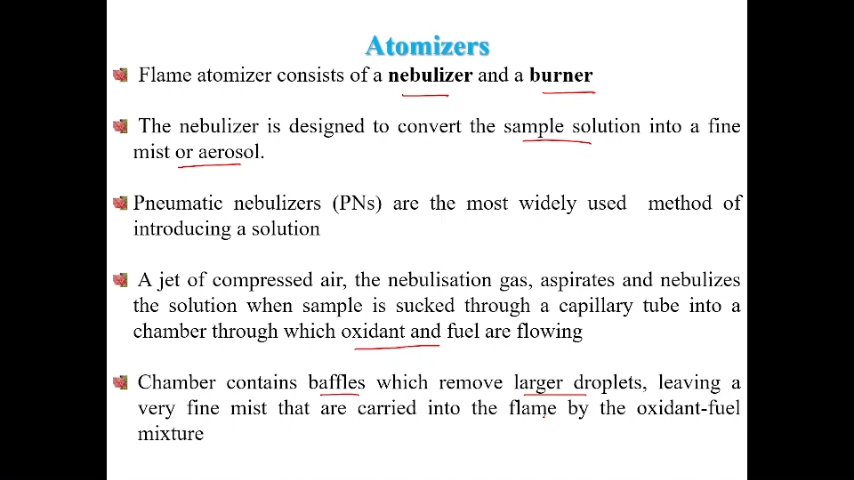 Atomizers
Flame atomizer consists of a nebulizer and a burner
The nebulizer is designed to convert the sample solution into a fine
mist or aerosol.
Pneumatic nebulizers (PNs) are the most widely used method of
introducing a solution
A jet of compressed air, the nebulisation gas, aspirates and nebulizes
the solution when sample is sucked through a capillary tube into a
chamber through which oxidant and fuel are flowing
Chamber contains baffles which remove larger droplets, leaving a
very fine mist that are carried into the flame by the oxidant-fuel
mixture